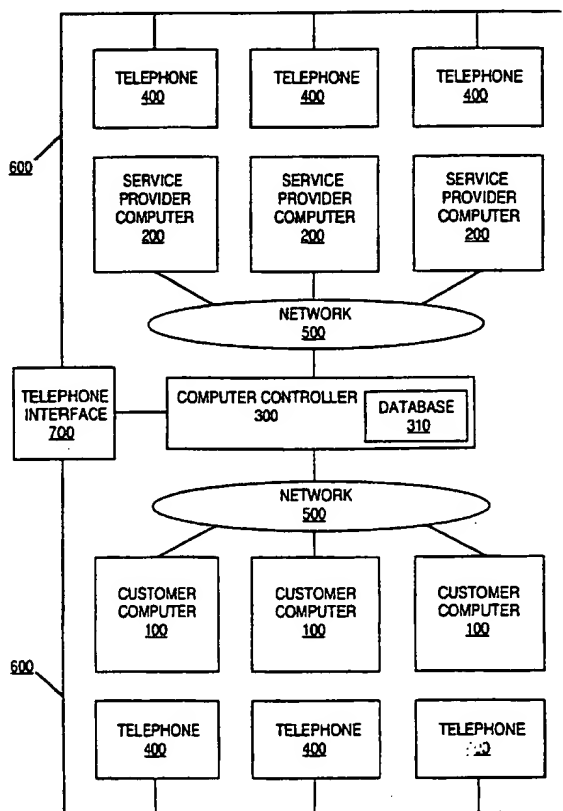 TELEPHONE
400
TELEPHONE
400
TELEPHONE
400
600
SERVICE
PROVIDER
COMPUTER
200
SERVICE
PROVIDER
COMPUTER
200
SERVICE
PROVIDER
COMPUTER
200
NETWORK
500
TELEPHONE
INTERFACE
700
COMPUTER CONTROLLER
300
DATABASE
310
NETWORK
500
CUSTOMER
COMPUTER
100
CUSTOMER
COMPUTER
100
CUSTOMER
COMPUTER
100
600
TELEPHONE
400
TELEPHONE
400
TELEPHONE